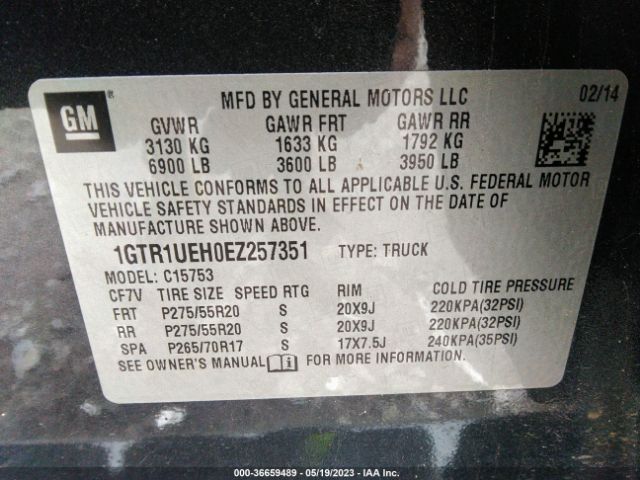 GM ®
MFD BY GENERAL MOTORS LLC 02/14
GVWR GAWR FRT GAWR RR
3130 KG 1633 KG 1792 KG
6900 LB 3600 LB 3950 LB
THIS VEHICLE CONFORMS TO ALL APPLICABLE U.S. FEDERAL MOTOR
VEHICLE SAFETY STANDARDS IN EFFECT ON THE DATE OF
MANUFACTURE SHOWN ABOVE.
1GTR1UEH0EZ257351 TYPE: TRUCK
MODEL: C15753
CF7V TIRE SIZE SPEED RTG RIM COLD TIRE PRESSURE
FRT P275/55R20 S 20X9J 220KPA(32PSI)
RR P275/55R20 S 20X9J 220KPA(32PSI)
SPA P265/70R17 S 17X7.5J 240KPA(35PSI)
SEE OWNER'S MANUAL i FOR MORE INFORMATION.
000-36659489 - 05/19/2023 - IAA Inc.